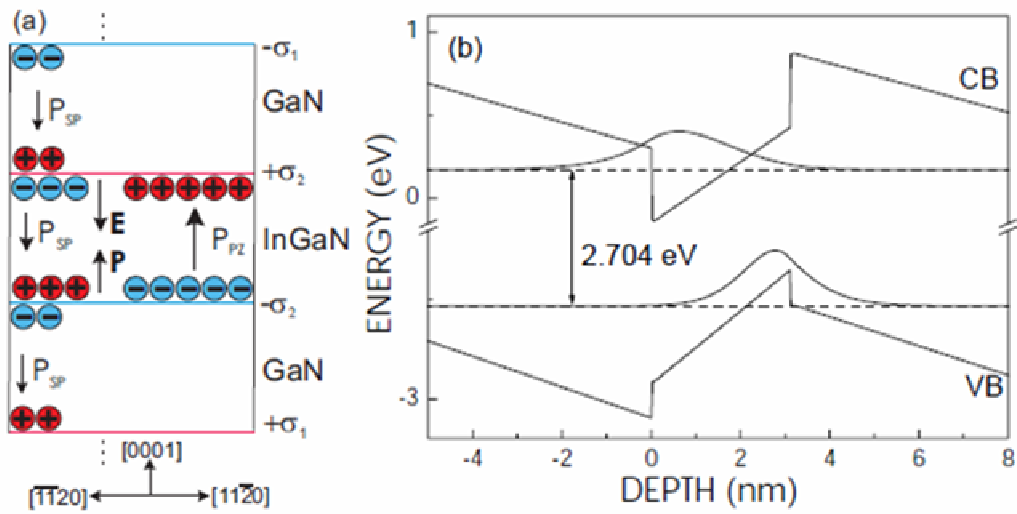 (a)
-σ₁
GaN
P_SP
+σ₂
E
P_SP
P
P_PZ
InGaN
-σ₂
P_SP
GaN
+σ₁
[0001]
[1̅1̅20]
[112̅0]
(b)
1
CB
0
ENERGY (eV)
2.704 eV
-3
VB
-4
-2
0
2
4
6
8
DEPTH (nm)